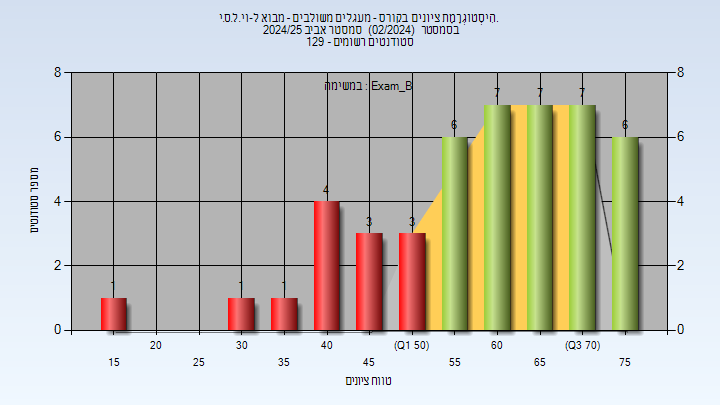 היסטוגרמת ציונים בקורס - מעגלים משולבים - מבוא ל-וי.ל.ס.י.
בסמסטר (02/2024) סמסטר אביב 2024/25
סטודנטים רשומים - 129
במשימה : Exam_B
8 8
7 7 7
6 6 6 6
4 4 4
3 3
2 2
1 1 1
0 0
מספר סטודנטים
20 30 40 (Q1 50) 60 (Q3 70)
15 25 35 45 55 65 75
טווח ציונים